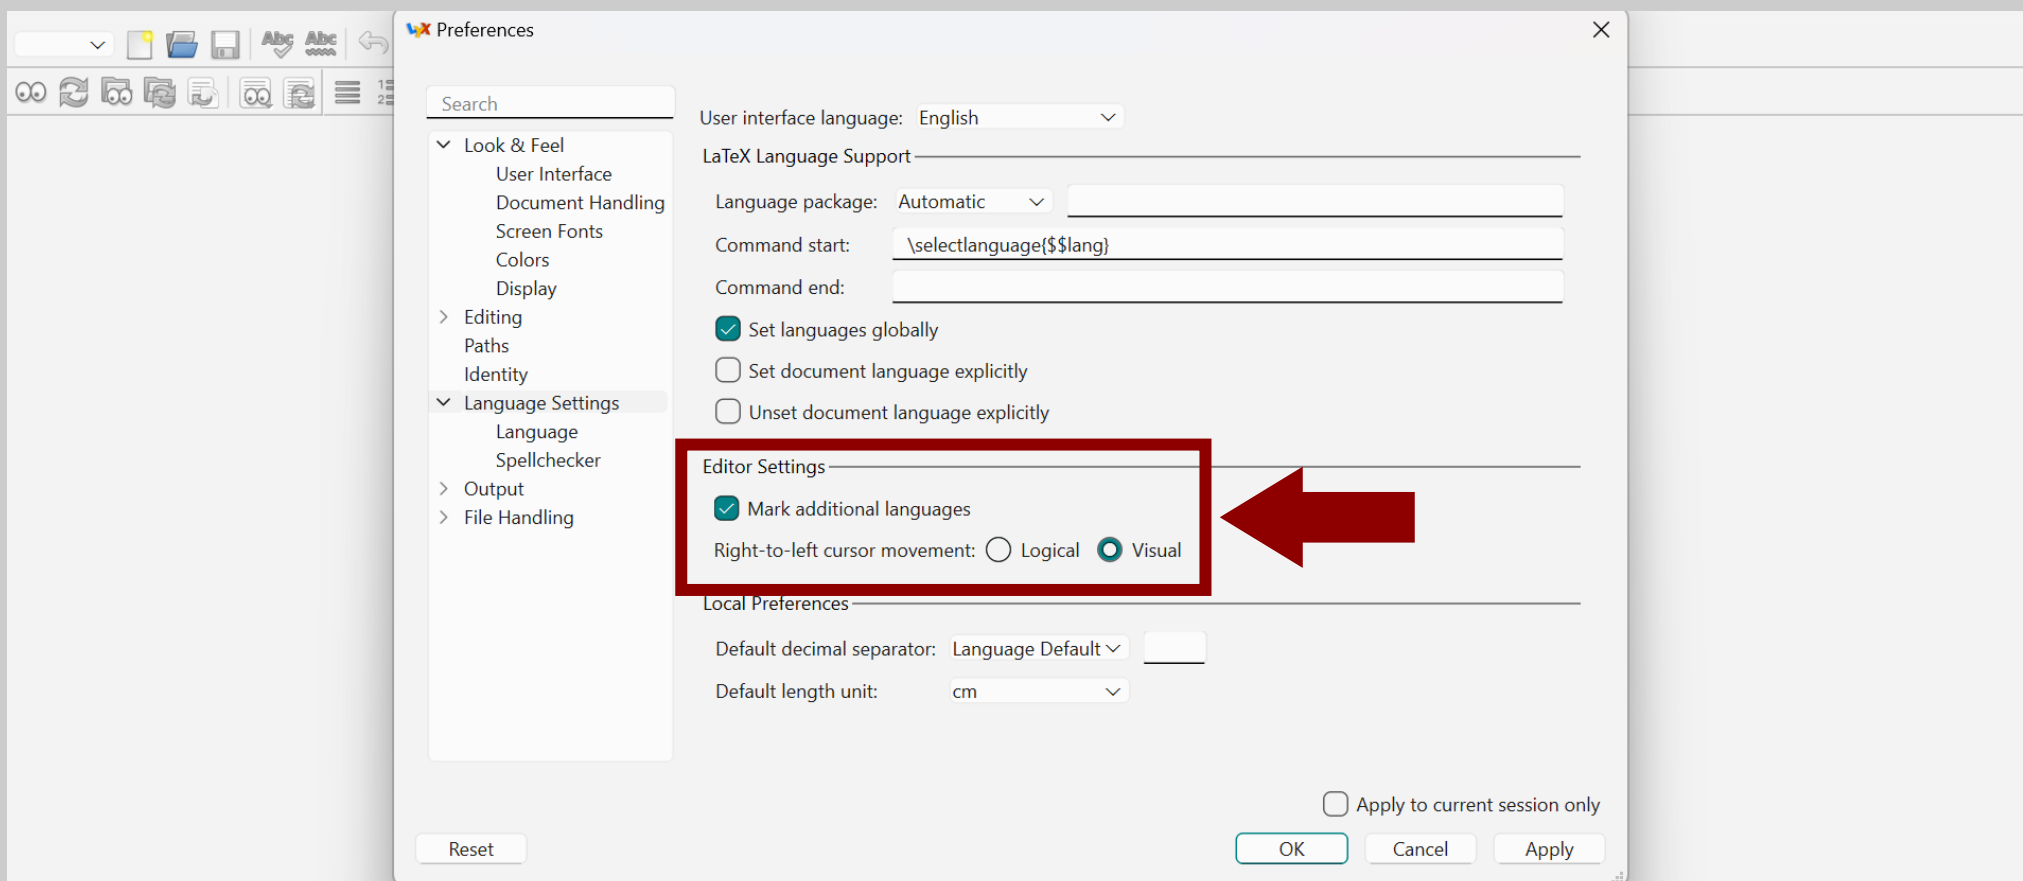 Preferences
Abc Abc
1
2
Search
Look & Feel
User Interface
Document Handling
Screen Fonts
Colors
Display
Editing
Paths
Identity
Language Settings
Language
Spellchecker
Output
File Handling
User interface language: English
LaTeX Language Support
Language package: Automatic
Command start: \selectlanguage{$$lang}
Command end:
Set languages globally
Set document language explicitly
Unset document language explicitly
Editor Settings
Mark additional languages
Right-to-left cursor movement: Logical Visual
Local Preferences
Default decimal separator: Language Default
Default length unit: cm
Apply to current session only
Reset OK Cancel Apply